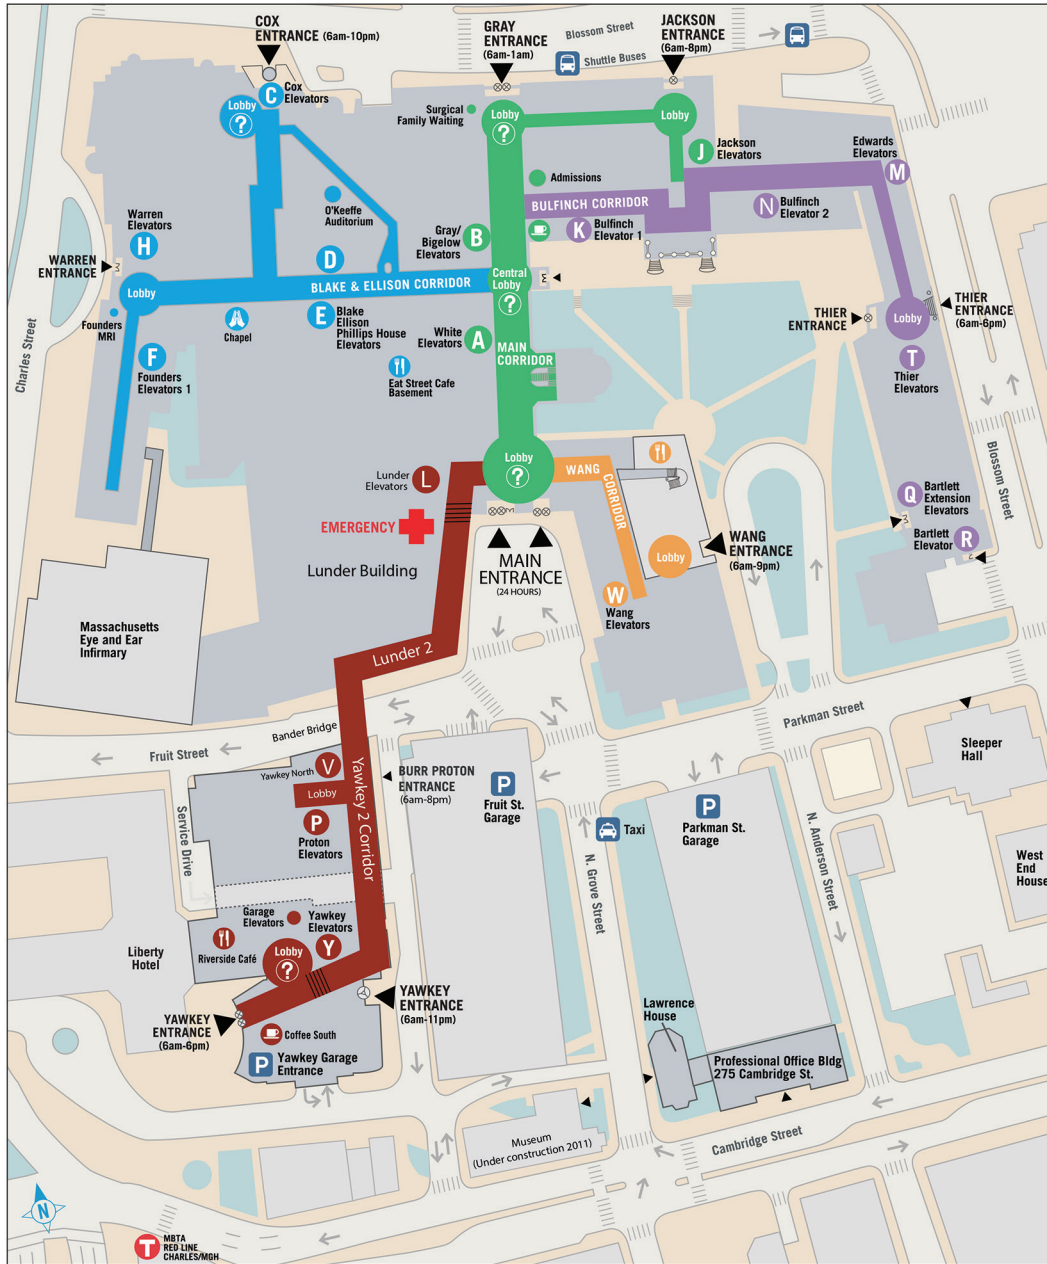 COX
ENTRANCE (6am-10pm)
GRAY
ENTRANCE
(6am-1am)
Blossom Street
Shuttle Buses
JACKSON
ENTRANCE
(6am-8pm)
C
Cox
Elevators
Lobby
?
Surgical
Family Waiting
Lobby
?
Lobby
J
Jackson
Elevators
Edwards
Elevators
M
Admissions
O'Keeffe
Auditorium
BULFINCH CORRIDOR
N
Bulfinch
Elevator 2
Warren
Elevators
H
Gray/
Bigelow
Elevators
B
K
Bulfinch
Elevator 1
WARREN
ENTRANCE
D
Lobby
BLAKE & ELLISON CORRIDOR
Central
Lobby
?
Founders
MRI
Chapel
E
Blake
Ellison
Phillips House
Elevators
White
Elevators
A
MAIN
CORRIDOR
THIER
ENTRANCE
Lobby
THIER
ENTRANCE
(6am-6pm)
Charles Street
F
Founders
Elevators 1
Eat Street Cafe
Basement
T
Thier
Elevators
Lunder
Elevators
L
Lobby
?
WANG
CORRIDOR
Blossom Street
Q
Bartlett
Extension
Elevators
EMERGENCY
Bartlett
Elevator
R
Lunder Building
MAIN
ENTRANCE
(24 HOURS)
Lobby
WANG
ENTRANCE
(6am-9pm)
W
Wang
Elevators
Massachusetts
Eye and Ear
Infirmary
Lunder 2
Bander Bridge
Parkman Street
Fruit Street
Sleeper
Hall
Yawkey North
V
Lobby
Yawkey 2 Corridor
BURR PROTON
ENTRANCE
(6am-8pm)
P
Fruit St.
Garage
P
Parkman St.
Garage
Service Drive
P
Proton
Elevators
Taxi
N. Grove Street
N. Anderson Street
West
End
House
Garage
Elevators
Yawkey
Elevators
Y
Riverside Café
Lobby
?
Liberty
Hotel
YAWKEY
ENTRANCE
(6am-11pm)
YAWKEY
ENTRANCE
(6am-6pm)
Coffee South
P
Yawkey Garage
Entrance
Lawrence
House
Professional Office Bldg
275 Cambridge St.
Museum
(Under construction 2011)
Cambridge Street
N
T
MBTA
RED LINE
CHARLES/MGH